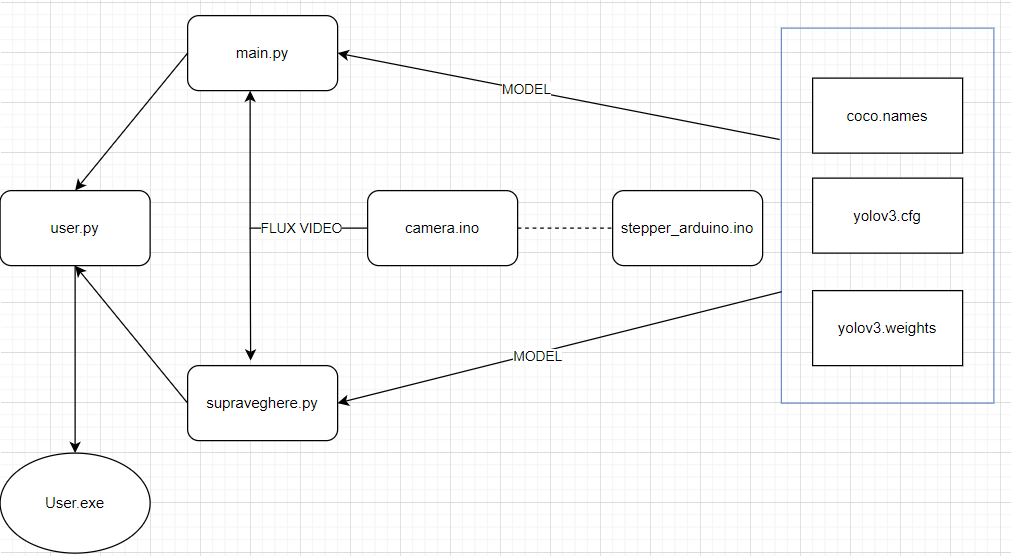 main.py
MODEL
coco.names
yolov3.cfg
user.py
FLUX VIDEO
camera.ino
stepper_arduino.ino
yolov3.weights
MODEL
supraveghere.py
User.exe